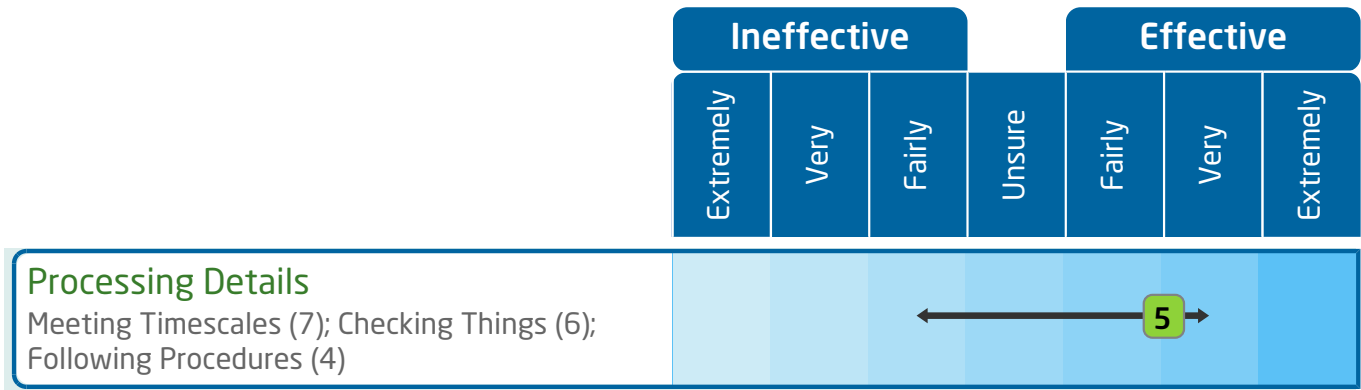 Ineffective
Effective
Extremely
Very
Fairly
Unsure
Fairly
Very
Extremely
Processing Details
Meeting Timescales (7); Checking Things (6);
Following Procedures (4)
5